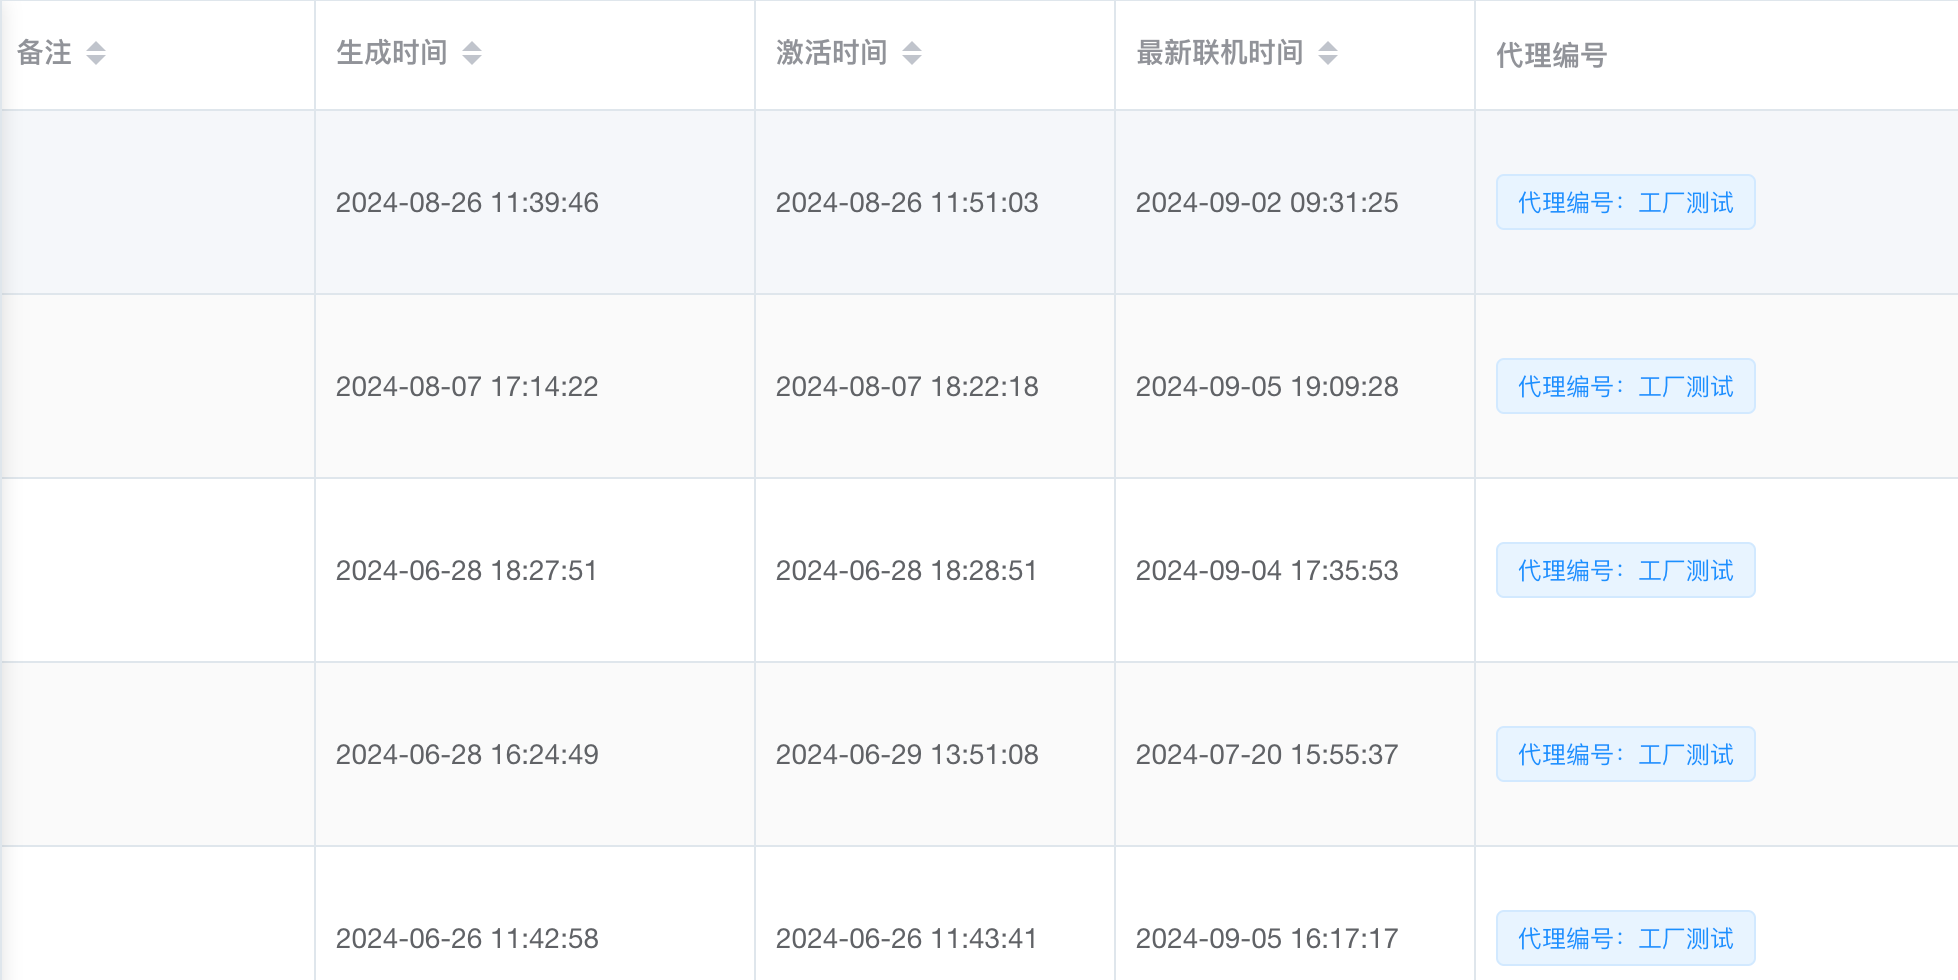 备注 生成时间 激活时间 最新联机时间 代理编号
2024-08-26 11:39:46 2024-08-26 11:51:03 2024-09-02 09:31:25 代理编号：工厂测试
2024-08-07 17:14:22 2024-08-07 18:22:18 2024-09-05 19:09:28 代理编号：工厂测试
2024-06-28 18:27:51 2024-06-28 18:28:51 2024-09-04 17:35:53 代理编号：工厂测试
2024-06-28 16:24:49 2024-06-29 13:51:08 2024-07-20 15:55:37 代理编号：工厂测试
2024-06-26 11:42:58 2024-06-26 11:43:41 2024-09-05 16:17:17 代理编号：工厂测试